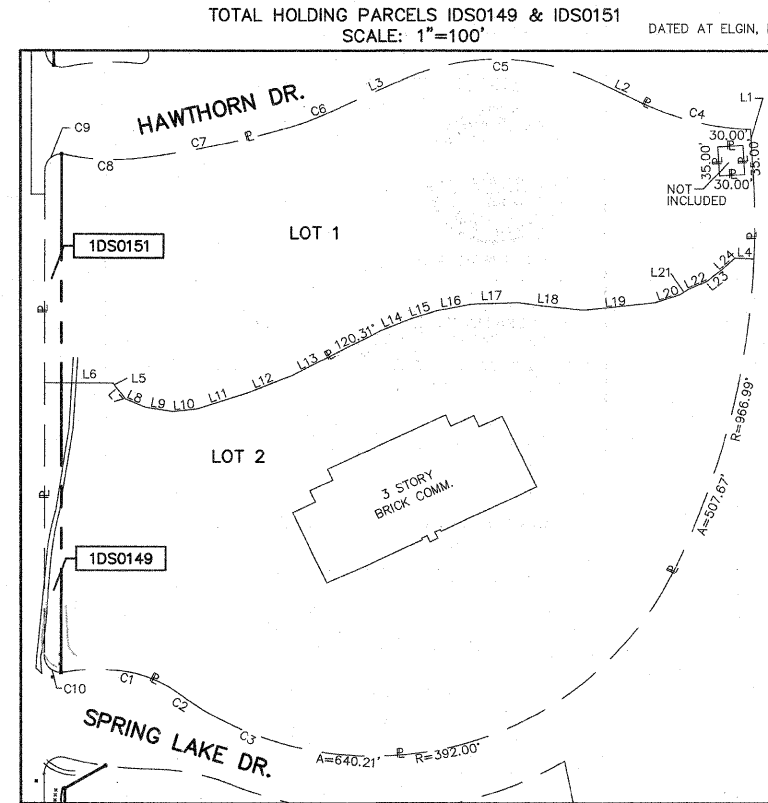 TOTAL HOLDING PARCELS IDS0149 & IDS0151
SCALE: 1"=100'
DATED AT ELGIN,
HAWTHORN DR.
C9
C8
C7
C6
L3
C5
L2
C4
L1
30.00'
35.00'
35.00'
30.00'
NOT
INCLUDED
LOT 1
1DS0151
L4
L24
L23
L22
L21
L20
L19
L18
L17
L16
L15
L14
120.31'
L13
L12
L11
L10
L9
L8
L5
L6
LOT 2
3 STORY
BRICK COMM.
R=966.99'
A=507.67'
1DS0149
C10
C1
C2
C3
SPRING LAKE DR.
A=640.21'
R=392.00'